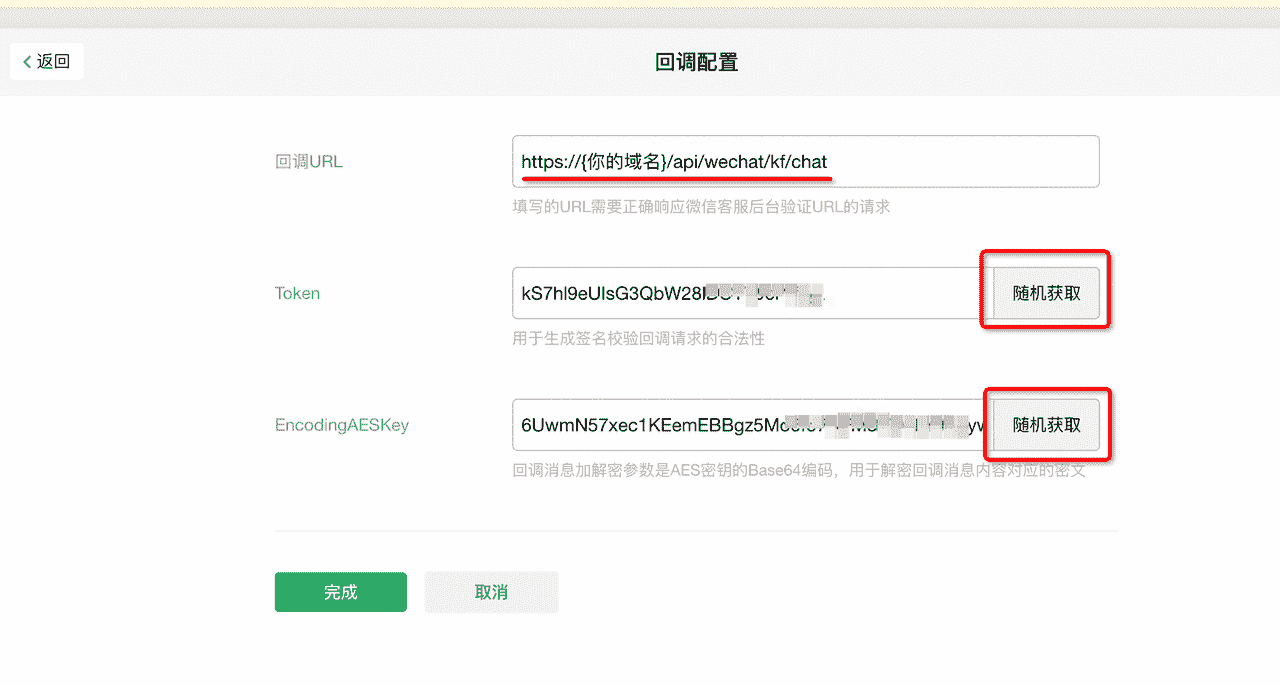 返回
回调配置
回调URL
https://{你的域名}/api/wechat/kf/chat
填写的URL需要正确响应微信客服后台验证URL的请求
Token
随机获取
用于生成签名校验回调请求的合法性
EncodingAESKey
随机获取
回调消息加解密参数是AES密钥的Base64编码，用于解密回调消息内容对应的密文
完成
取消